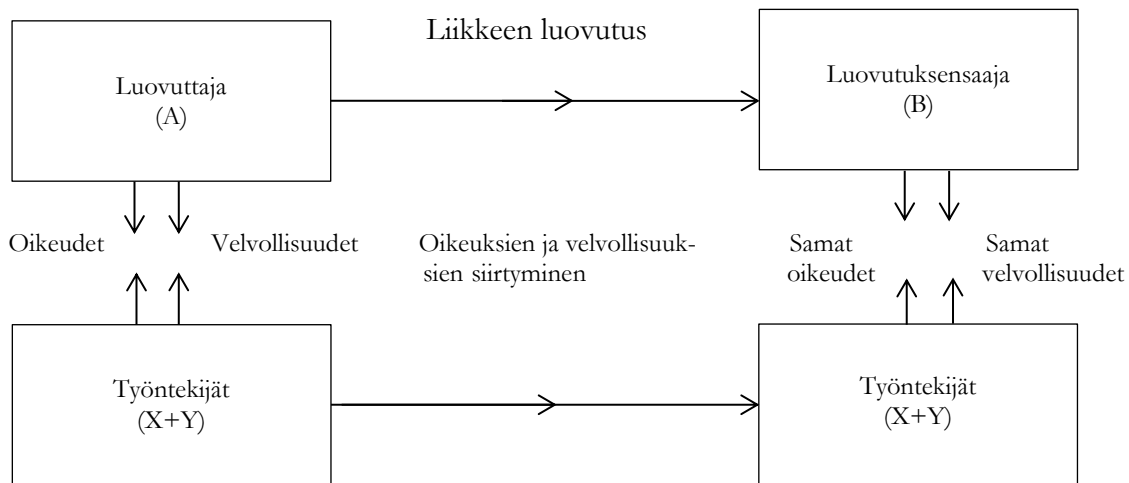 Liikkeen luovutus
Luovuttaja
(A)
Luovutuksensaaja
(B)
Oikeudet
Velvollisuudet
Oikeuksien ja velvollisuuk-
sien siirtyminen
Samat
oikeudet
Samat
velvollisuudet
Työntekijät
(X+Y)
Työntekijät
(X+Y)